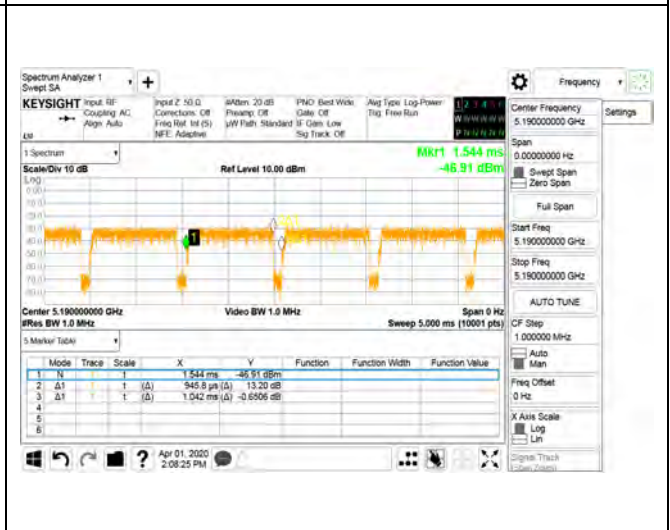 Spectrum Analyzer 1
Swept SA
Frequency
KEYSIGHT
Input: RF
Coupling: AC
Align: Auto
Input Z: 50 Ω
Corrections: Off
Freq Ref: Int (S)
NFE: Adaptive
#Atten: 20 dB
Preamp: Off
µW Path: Standard
PNO: Best Wide
Gate: Off
IF Gain: Low
Sig Track: Off
Avg Type: Log-Power
Trig: Free Run
1 Spectrum
Mkr1 1.544 ms
-46.91 dBm
Scale/Div 10 dB
Ref Level 10.00 dBm
Log
1
Center 5.190000000 GHz
#Res BW 1.0 MHz
Video BW 1.0 MHz
Span 0 Hz
Sweep 5.000 ms (10001 pts)
5 Marker Table
Mode Trace Scale X Y Function Function Width Function Value
1 N 1 t 1.544 ms -46.91 dBm
2 Δ1 1 t (Δ) 945.8 µs (Δ) 13.20 dB
3 Δ1 1 t (Δ) 1.042 ms (Δ) -0.6506 dB
4
5
6
Apr 01, 2020
2:08:25 PM
Center Frequency
5.190000000 GHz
Settings
Span
0.00000000 Hz
Swept Span
Zero Span
Full Span
Start Freq
5.190000000 GHz
Stop Freq
5.190000000 GHz
AUTO TUNE
CF Step
1.000000 MHz
Auto
Man
Freq Offset
0 Hz
X Axis Scale
Log
Lin
Signal Track
(Span Zoom)